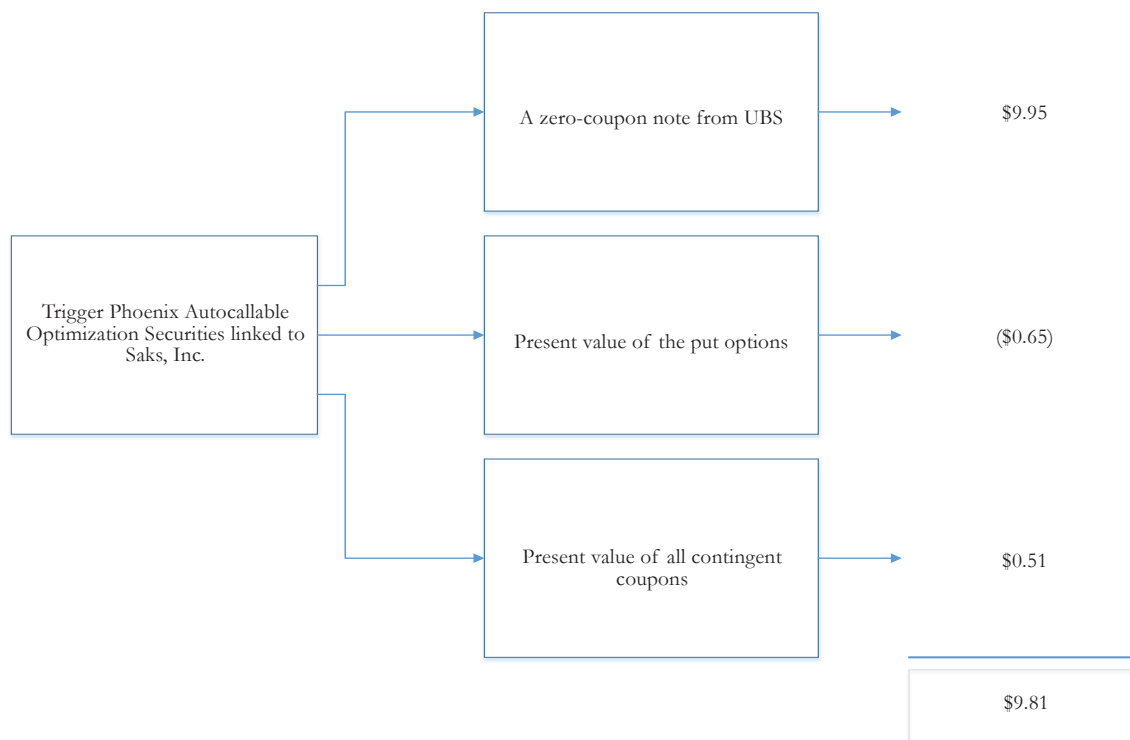 A zero-coupon note from UBS
$9.95
Trigger Phoenix Autocallable
Optimization Securities linked to
Saks, Inc.
Present value of the put options
($0.65)
Present value of all contingent
coupons
$0.51
$9.81